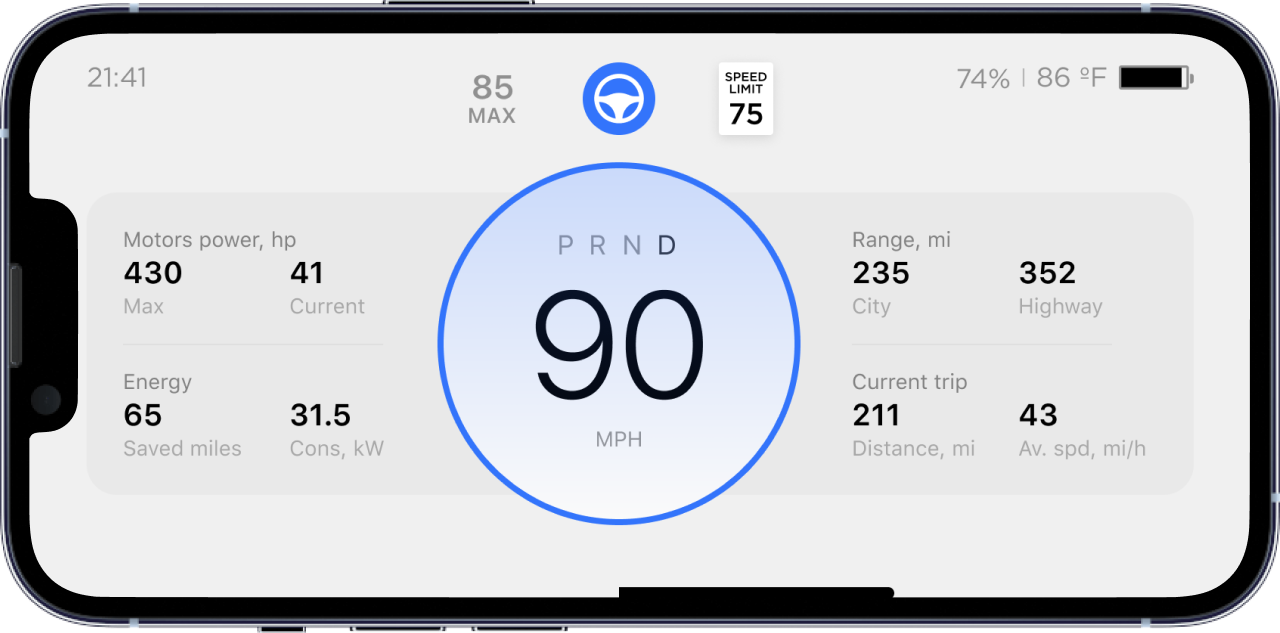 21:41
85
MAX
SPEED
LIMIT
75
74% | 86 ºF
P R N D
90
MPH
Motors power, hp
430 41
Max Current
Energy
65 31.5
Saved miles Cons, kW
Range, mi
235 352
City Highway
Current trip
211 43
Distance, mi Av. spd, mi/h